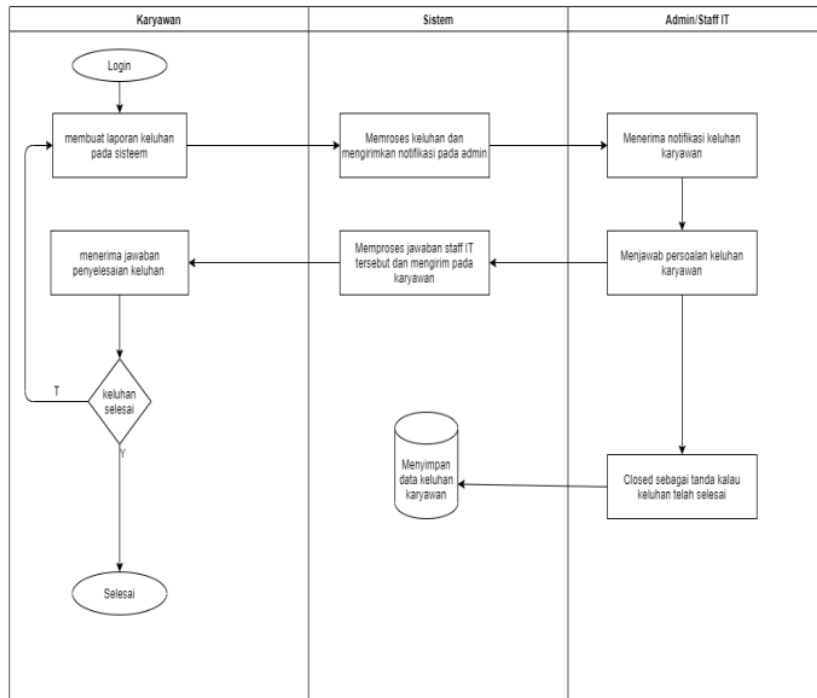 Karyawan
Sistem
Admin/Staff IT
Login
membuat laporan keluhan
pada sisteem
Memroses keluhan dan
mengirimkan notifikasi pada admin
Menerima notifikasi keluhan
karyawan
menerima jawaban
penyelesaian keluhan
Memproses jawaban staff IT
tersebut dan mengirim pada
karyawan
Menjawab persoalan keluhan
karyawan
T
keluhan
selesai
Y
Menyimpan
data keluhan
karyawan
Closed sebagai tanda kalau
keluhan telah selesai
Selesai